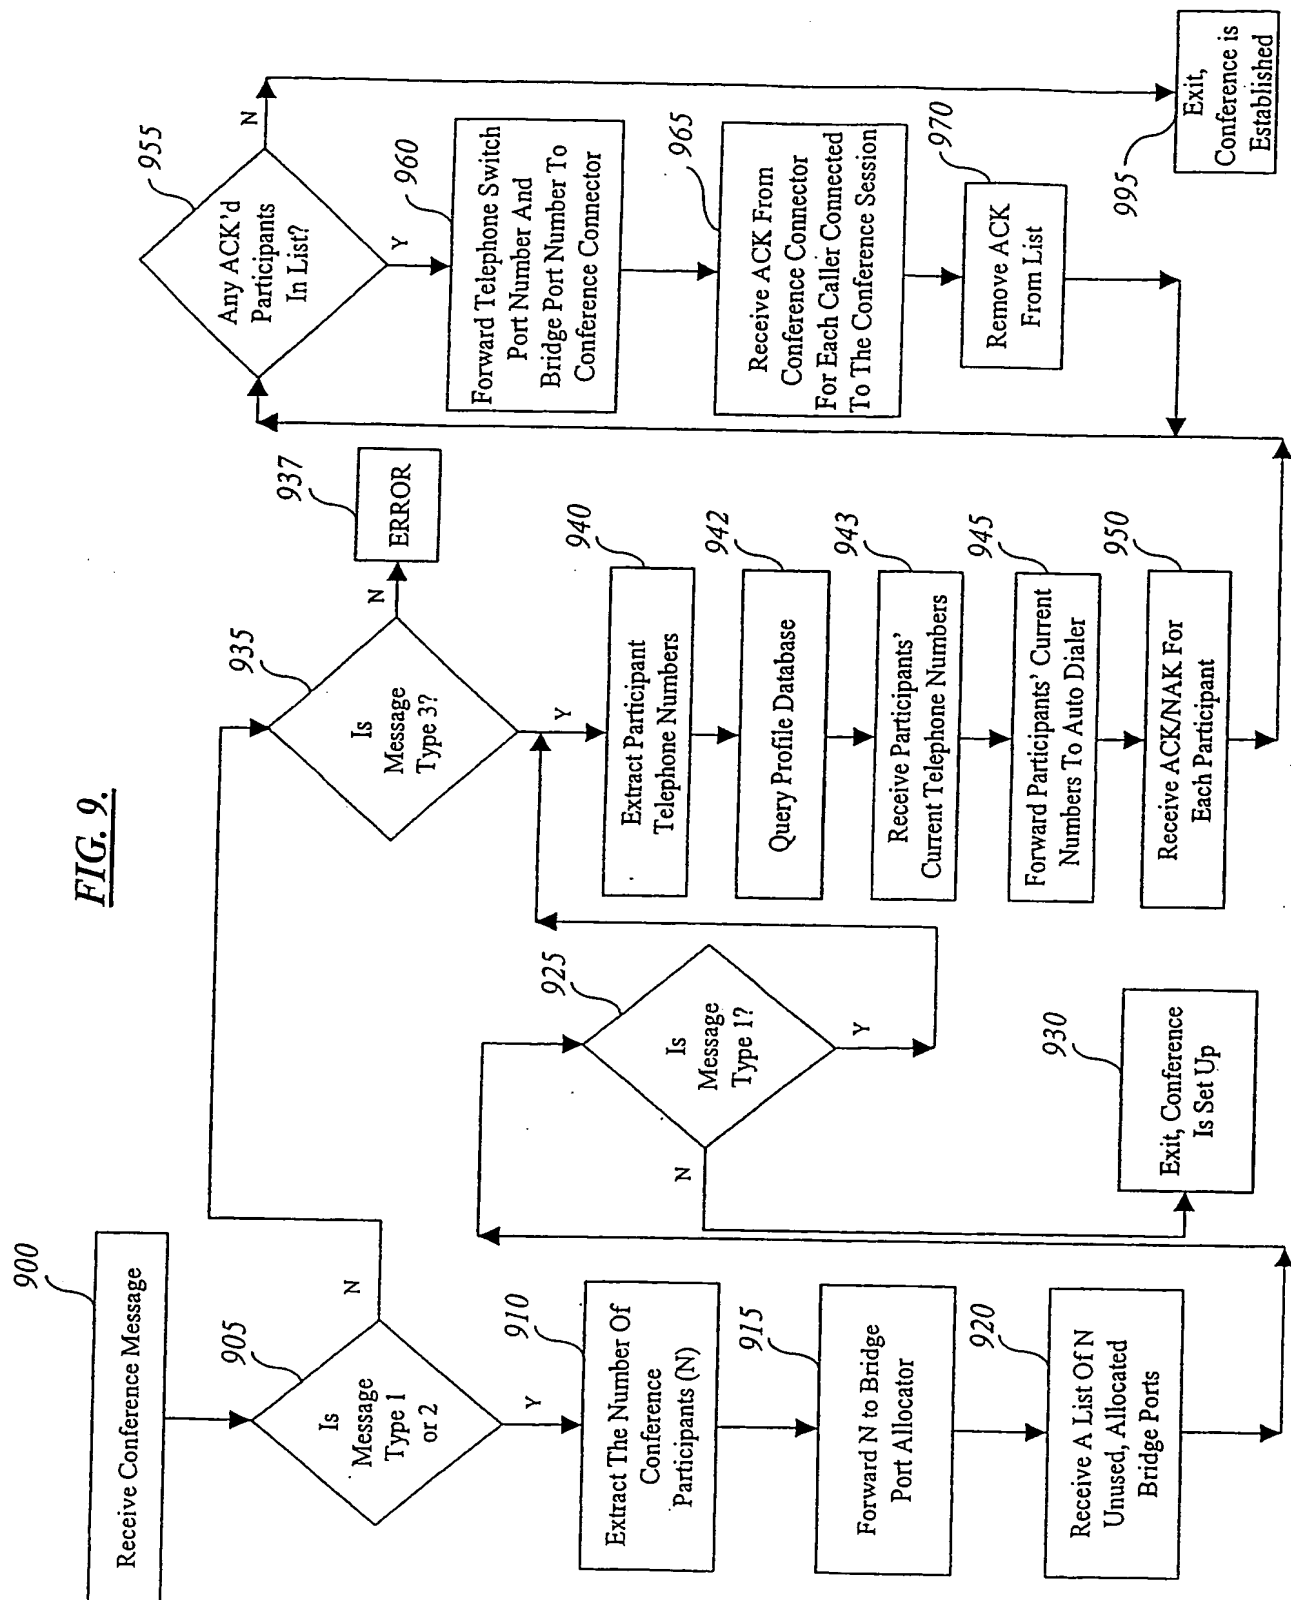 FIG. 9.
900
Receive Conference Message
905
Is
Message
Type 1
or 2
N
Y
910
Extract The Number Of
Conference
Participants (N)
915
Forward N to Bridge
Port Allocator
920
Receive A List Of N
Unused, Allocated
Bridge Ports
925
Is
Message
Type 1?
N
Y
930
Exit, Conference
Is Set Up
935
Is
Message
Type 3?
N
Y
937
ERROR
940
Extract Participant
Telephone Numbers
942
Query Profile Database
943
Receive Participants'
Current Telephone Numbers
945
Forward Participants' Current
Numbers To Auto Dialer
950
Receive ACK/NAK For
Each Participant
955
Any ACK'd
Participants
In List?
N
Y
960
Forward Telephone Switch
Port Number And
Bridge Port Number To
Conference Connector
965
Receive ACK From
Conference Connector
For Each Caller Connected
To The Conference Session
970
Remove ACK
From List
995
Exit,
Conference is
Established